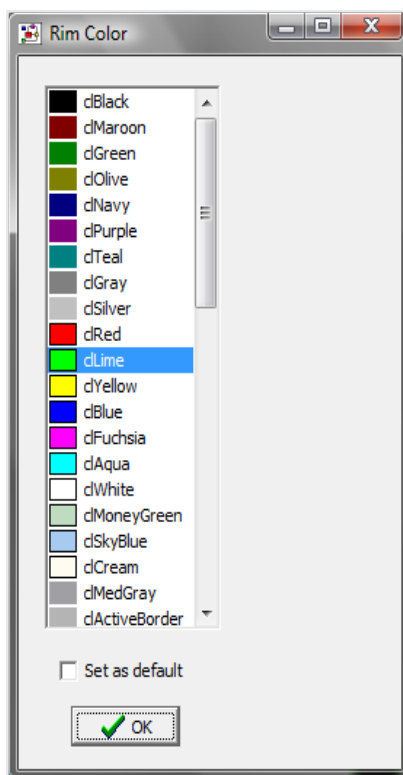 Rim Color
clBlack
clMaroon
clGreen
clOlive
clNavy
clPurple
clTeal
clGray
clSilver
clRed
clLime
clYellow
clBlue
clFuchsia
clAqua
clWhite
clMoneyGreen
clSkyBlue
clCream
clMedGray
clActiveBorder
Set as default
OK